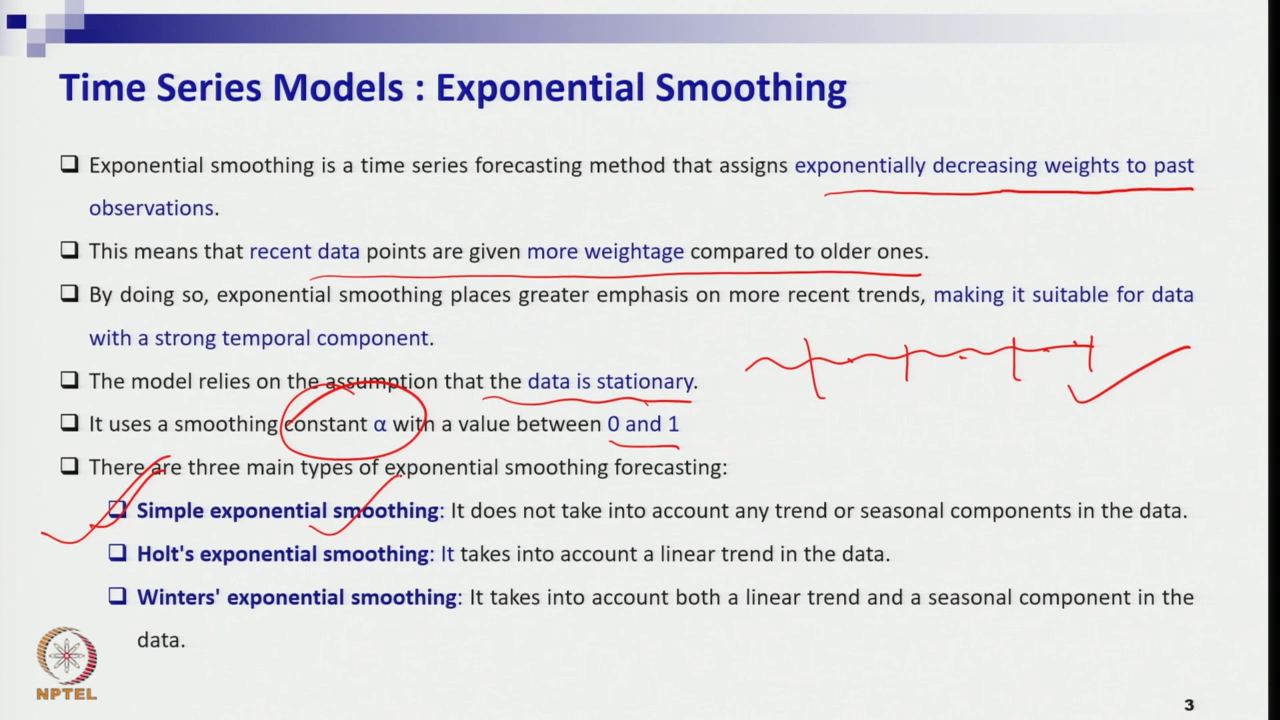 Time Series Models : Exponential Smoothing
❑ Exponential smoothing is a time series forecasting method that assigns exponentially decreasing weights to past
observations.
❑ This means that recent data points are given more weightage compared to older ones.
❑ By doing so, exponential smoothing places greater emphasis on more recent trends, making it suitable for data
with a strong temporal component.
❑ The model relies on the assumption that the data is stationary.
❑ It uses a smoothing constant α with a value between 0 and 1
❑ There are three main types of exponential smoothing forecasting:
❑ Simple exponential smoothing: It does not take into account any trend or seasonal components in the data.
❑ Holt's exponential smoothing: It takes into account a linear trend in the data.
❑ Winters' exponential smoothing: It takes into account both a linear trend and a seasonal component in the
data.
NPTEL
3